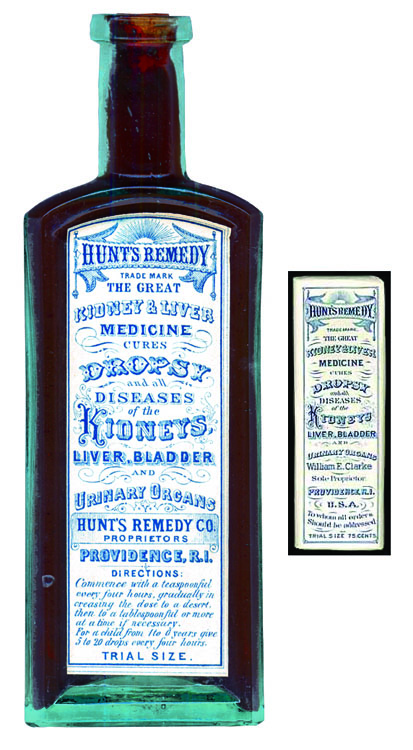 HUNT'S REMEDY
TRADE MARK
THE GREAT
KIDNEY & LIVER
MEDICINE
CURES
DROPSY
and all
DISEASES
of the
KIDNEYS,
LIVER, BLADDER
AND
URINARY ORGANS
HUNT'S REMEDY CO.
PROPRIETORS
PROVIDENCE, R.I.
DIRECTIONS:
Commence with a teaspoonful
every four hours, gradually in
creasing the dose to a desert,
then to a tablespoonful or more
at a time if necessary.
For a child from 1 to 6 years give
5 to 20 drops every four hours.
TRIAL SIZE.
HUNT'S REMEDY
TRADE MARK.
THE GREAT
KIDNEY & LIVER
MEDICINE
CURES
DROPSY
and all
DISEASES
of the
KIDNEYS
LIVER, BLADDER
AND
URINARY ORGANS
William E. Clarke
Sole Proprietor.
PROVIDENCE, R.I.
U.S.A.
To whom all orders
Should be addressed.
TRIAL SIZE 75 CENTS.